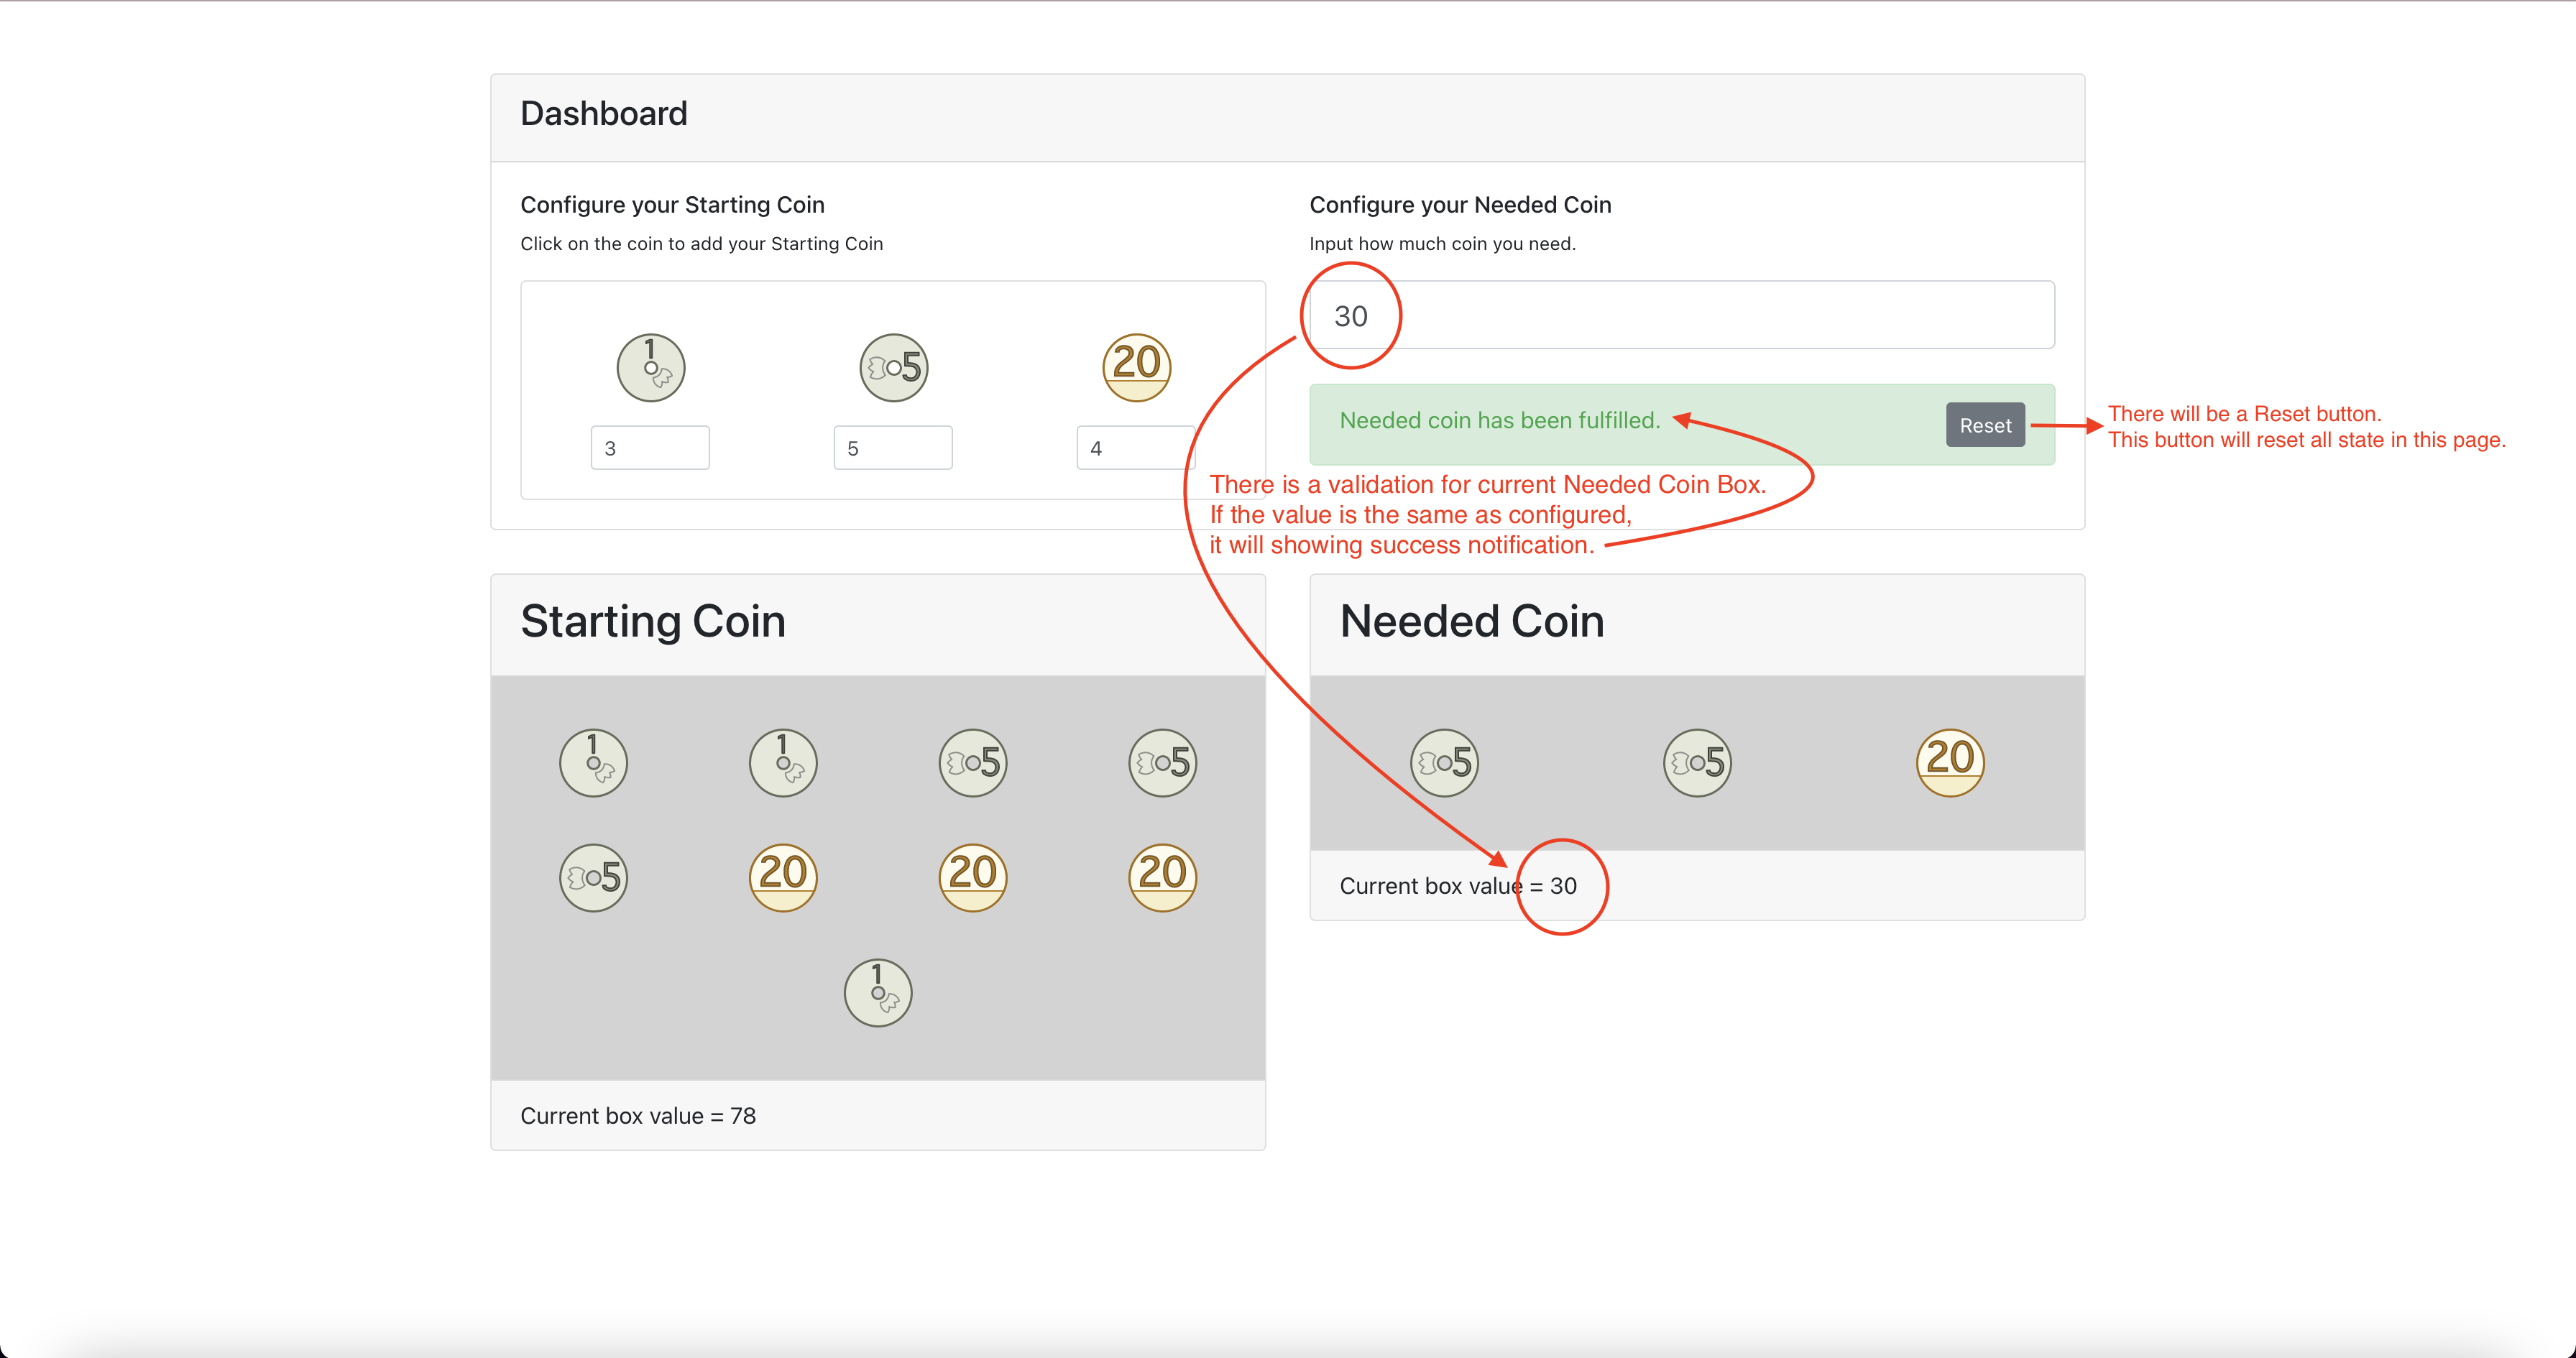 Dashboard
Configure your Starting Coin
Click on the coin to add your Starting Coin
1
5
20
3
5
4
Configure your Needed Coin
Input how much coin you need.
30
Needed coin has been fulfilled.
Reset
There will be a Reset button.
This button will reset all state in this page.
There is a validation for current Needed Coin Box.
If the value is the same as configured,
it will showing success notification.
Starting Coin
1 1 5 5
5 20 20 20
1
Current box value = 78
Needed Coin
5 5 20
Current box value = 30